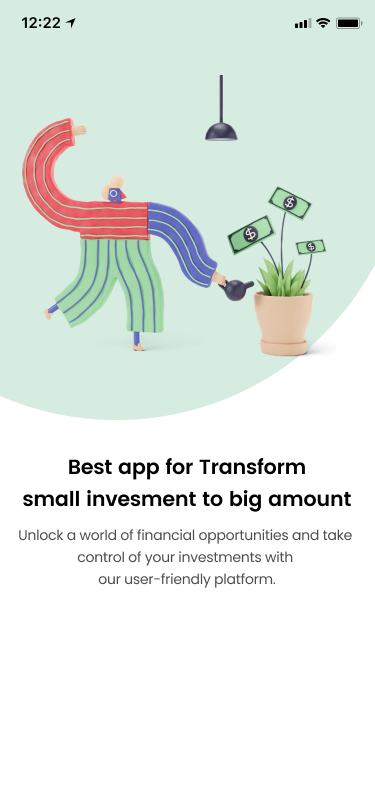 12:22
$
$
$
Best app for Transform
small invesment to big amount
Unlock a world of financial opportunities and take
control of your investments with
our user-friendly platform.